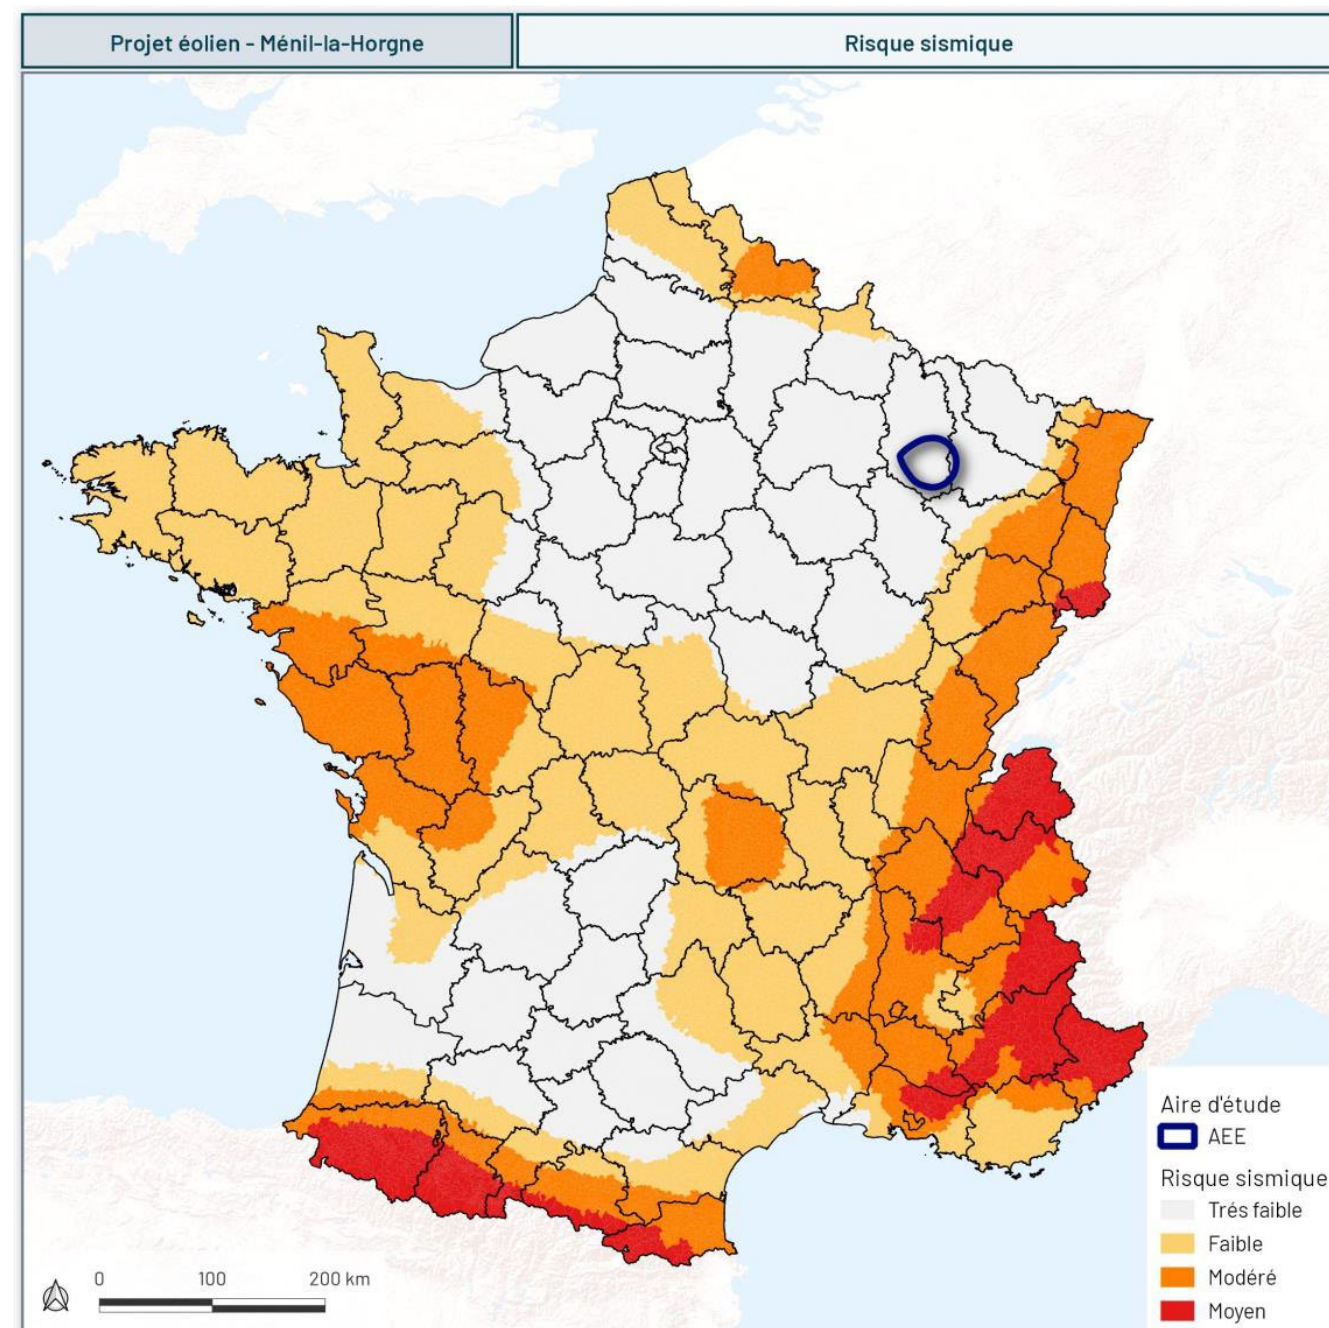 Projet éolien - Ménil-la-Horgne
Risque sismique
Aire d'étude
AEE
Risque sismique
Trés faible
Faible
Modéré
Moyen
0 100 200 km